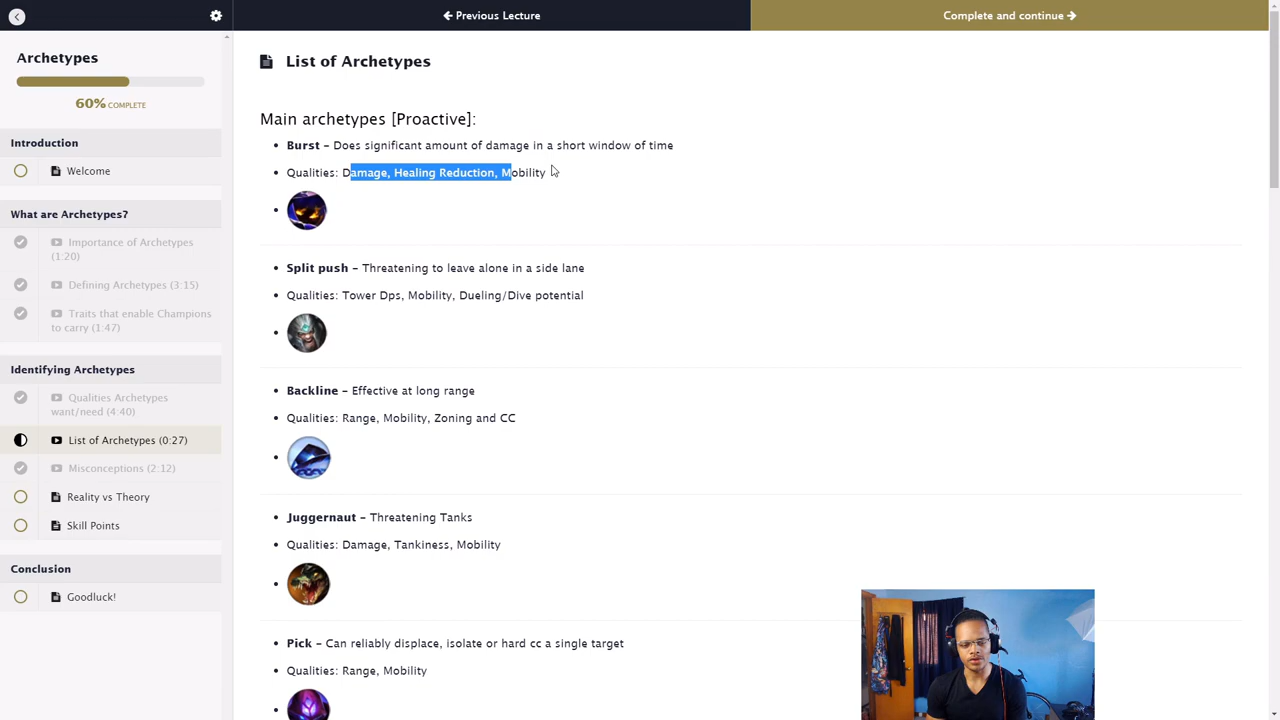 Previous Lecture
Complete and continue
Archetypes
60% COMPLETE
Introduction
Welcome
What are Archetypes?
Importance of Archetypes
(1:20)
Defining Archetypes (3:15)
Traits that enable Champions
to carry (1:47)
Identifying Archetypes
Qualities Archetypes
want/need (4:40)
List of Archetypes (0:27)
Misconceptions (2:12)
Reality vs Theory
Skill Points
Conclusion
Goodluck!
List of Archetypes
Main archetypes [Proactive]:
Burst – Does significant amount of damage in a short window of time
Qualities: Damage, Healing Reduction, Mobility
Split push – Threatening to leave alone in a side lane
Qualities: Tower Dps, Mobility, Dueling/Dive potential
Backline – Effective at long range
Qualities: Range, Mobility, Zoning and CC
Juggernaut – Threatening Tanks
Qualities: Damage, Tankiness, Mobility
Pick – Can reliably displace, isolate or hard cc a single target
Qualities: Range, Mobility